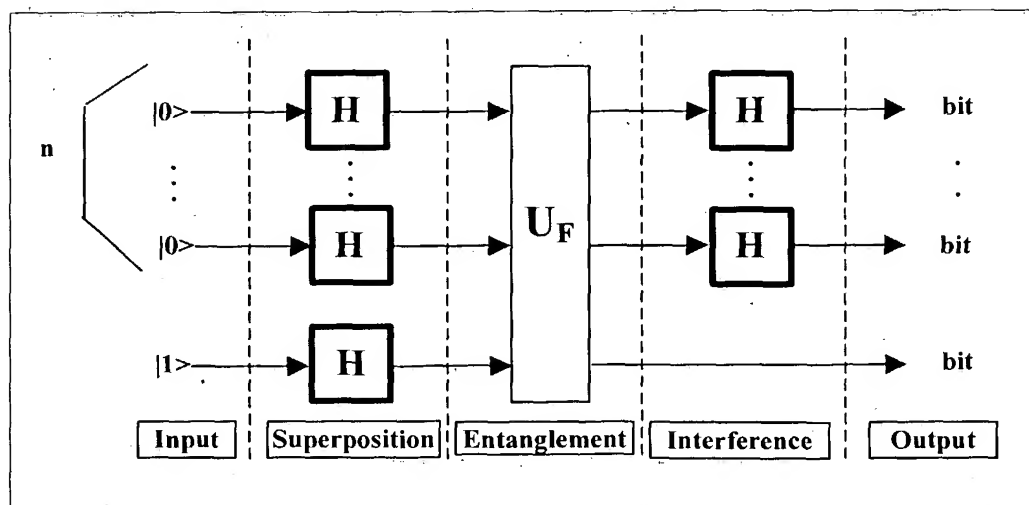 |0> H H bit
n
U_F
|0> H H bit
|1> H bit
Input Superposition Entanglement Interference Output